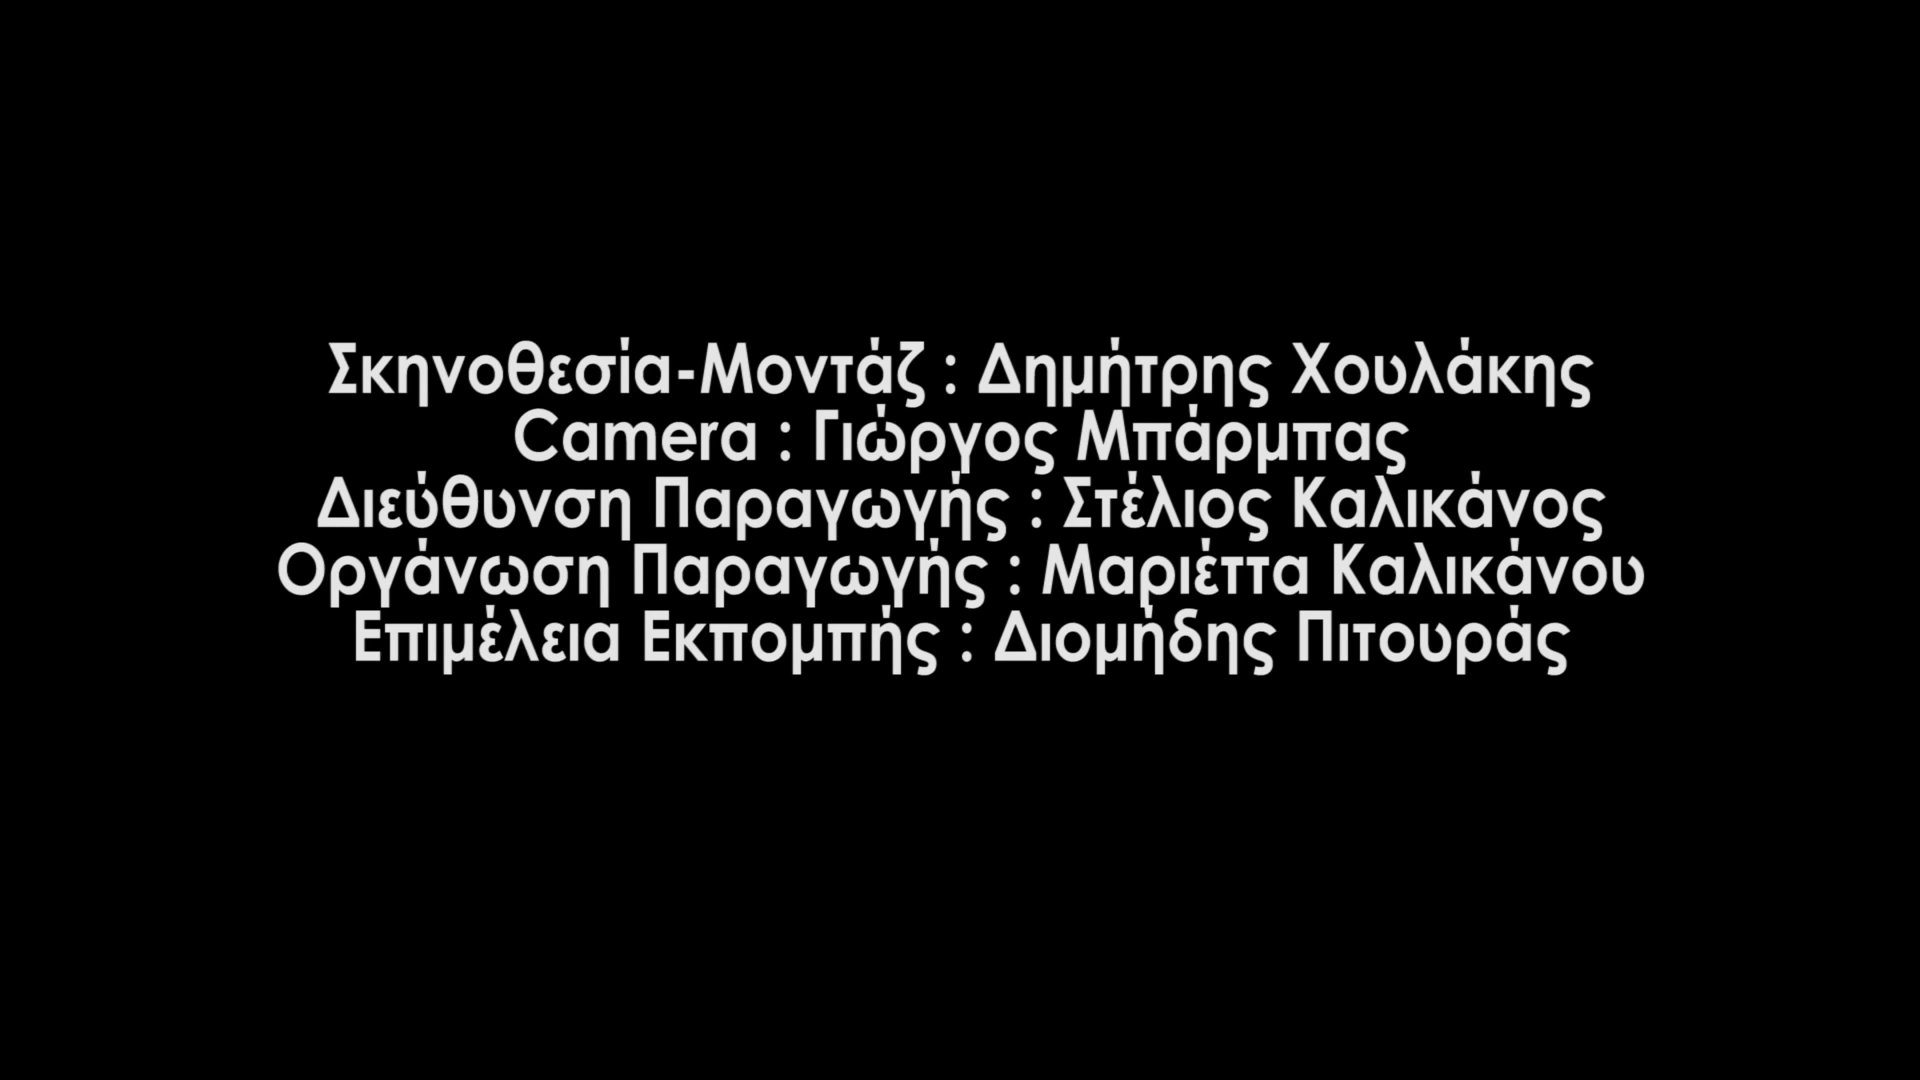 Σκηνοθεσία-Μοντάζ : Δημήτρης Χουλάκης
Camera : Γιώργος Μπάρμπας
Διεύθυνση Παραγωγής : Στέλιος Καλικάνος
Οργάνωση Παραγωγής : Μαριέττα Καλικάνου
Επιμέλεια Εκπομπής : Διομήδης Πιτουράς